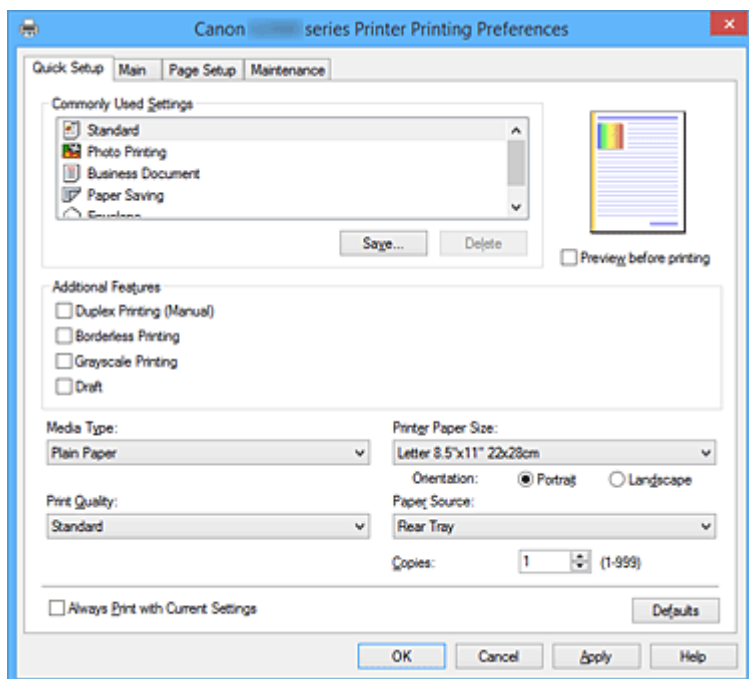 Canon series Printer Printing Preferences
Quick Setup Main Page Setup Maintenance
Commonly Used Settings
Standard
Photo Printing
Business Document
Paper Saving
Envelope
Save... Delete
Preview before printing
Additional Features
Duplex Printing (Manual)
Borderless Printing
Grayscale Printing
Draft
Media Type:
Plain Paper
Printer Paper Size:
Letter 8.5"x11" 22x28cm
Orientation: Portrait Landscape
Print Quality:
Standard
Paper Source:
Rear Tray
Copies: 1 (1-999)
Always Print with Current Settings
Defaults
OK Cancel Apply Help